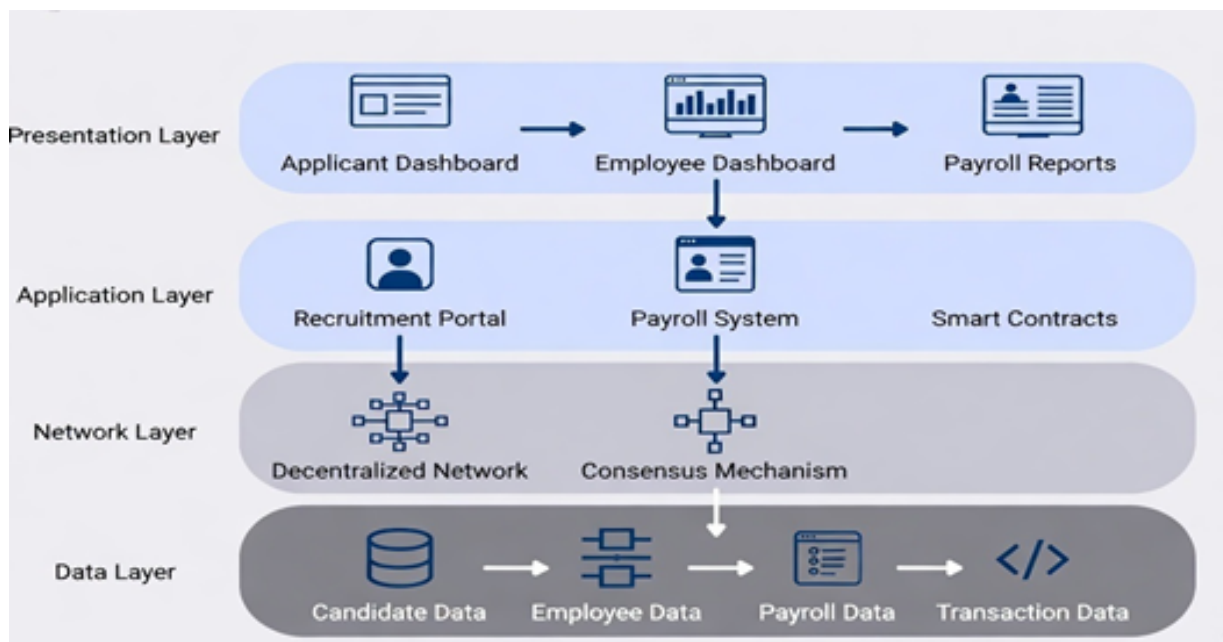 Presentation Layer
Applicant Dashboard
Employee Dashboard
Payroll Reports
Application Layer
Recruitment Portal
Payroll System
Smart Contracts
Network Layer
Decentralized Network
Consensus Mechanism
Data Layer
Candidate Data
Employee Data
Payroll Data
Transaction Data